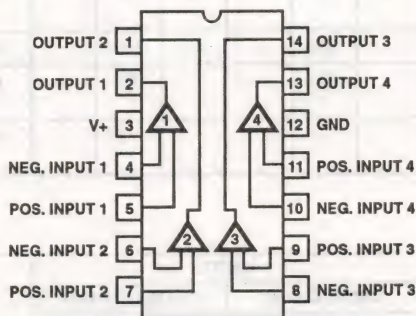 OUTPUT 2 1 14 OUTPUT 3
OUTPUT 1 2 13 OUTPUT 4
V+ 3 1 4 12 GND
NEG. INPUT 1 4 11 POS. INPUT 4
POS. INPUT 1 5 10 NEG. INPUT 4
NEG. INPUT 2 6 2 3 9 POS. INPUT 3
POS. INPUT 2 7 8 NEG. INPUT 3